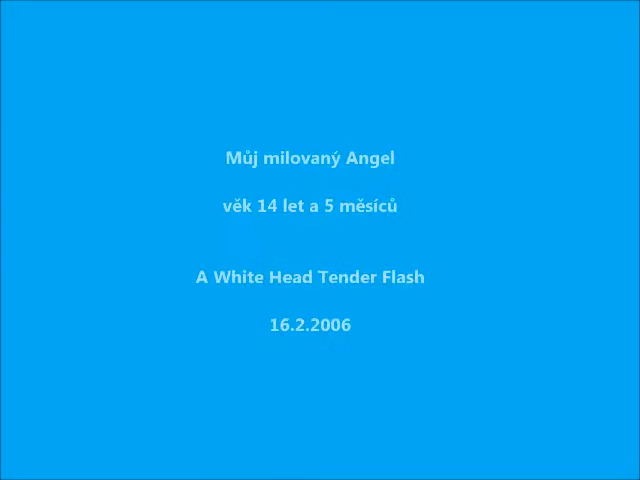 Můj milovaný Angel
věk 14 let a 5 měsíců
A White Head Tender Flash
16.2.2006